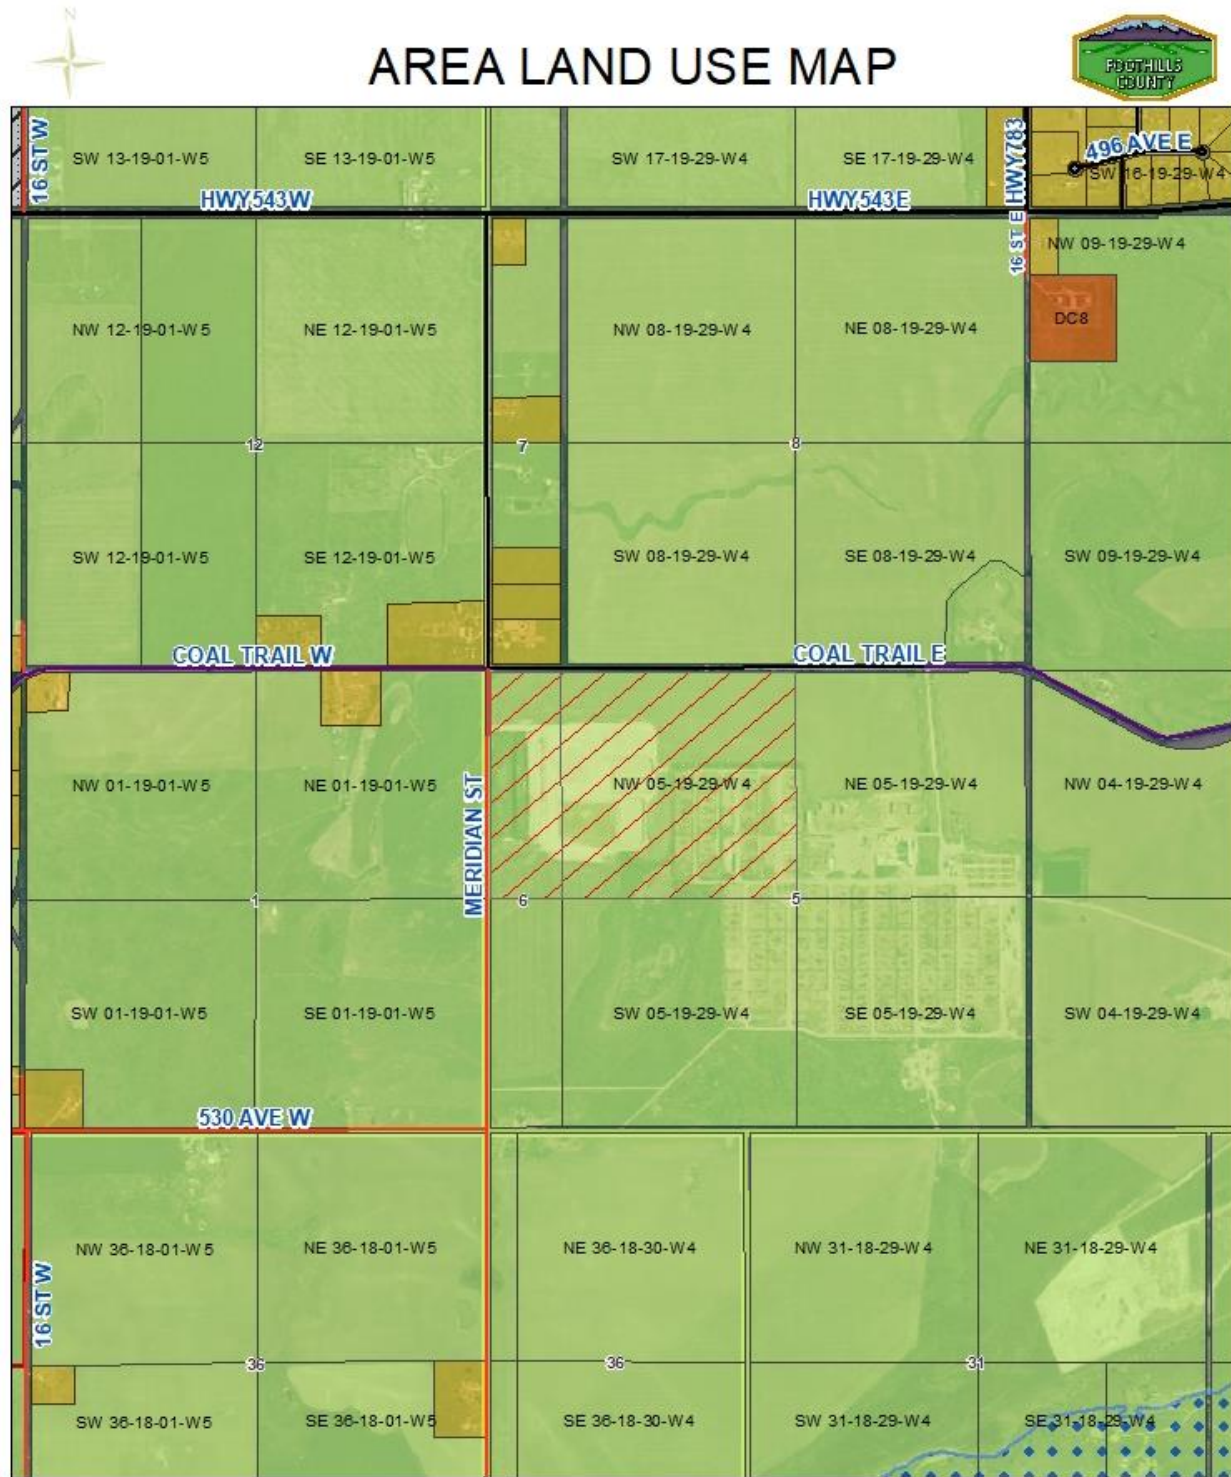 N
AREA LAND USE MAP
FOOTHILLS
COUNTY
16 ST W
SW 13-19-01-W5
SE 13-19-01-W5
SW 17-19-29-W4
SE 17-19-29-W4
HWY783
496 AVE E
SW 16-19-29-W4
HWY543W
HWY543E
16 ST E
NW 09-19-29-W4
DC8
NW 12-19-01-W5
NE 12-19-01-W5
NW 08-19-29-W4
NE 08-19-29-W4
12
7
8
SW 12-19-01-W5
SE 12-19-01-W5
SW 08-19-29-W4
SE 08-19-29-W4
SW 09-19-29-W4
COAL TRAIL W
COAL TRAIL E
NW 01-19-01-W5
NE 01-19-01-W5
MERIDIAN ST
NW 05-19-29-W4
NE 05-19-29-W4
NW 04-19-29-W4
1
6
5
SW 01-19-01-W5
SE 01-19-01-W5
SW 05-19-29-W4
SE 05-19-29-W4
SW 04-19-29-W4
530 AVE W
16 ST W
NW 36-18-01-W5
NE 36-18-01-W5
NE 36-18-30-W4
NW 31-18-29-W4
NE 31-18-29-W4
36
36
31
SW 36-18-01-W5
SE 36-18-01-W5
SE 36-18-30-W4
SW 31-18-29-W4
SE 31-18-29-W4